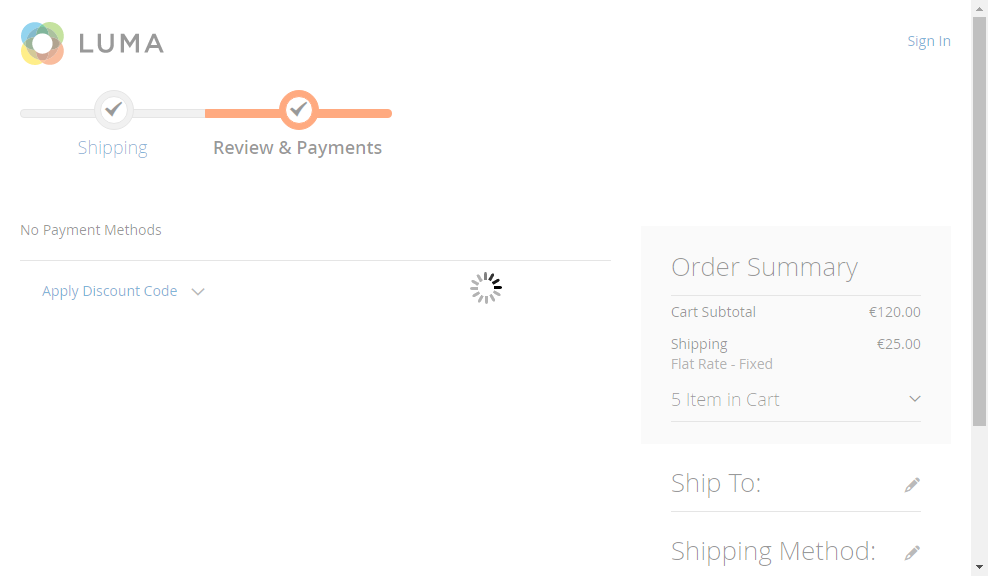 LUMA
Sign In
Shipping
Review & Payments
No Payment Methods
Apply Discount Code
Order Summary
Cart Subtotal €120.00
Shipping €25.00
Flat Rate - Fixed
5 Item in Cart
Ship To:
Shipping Method: